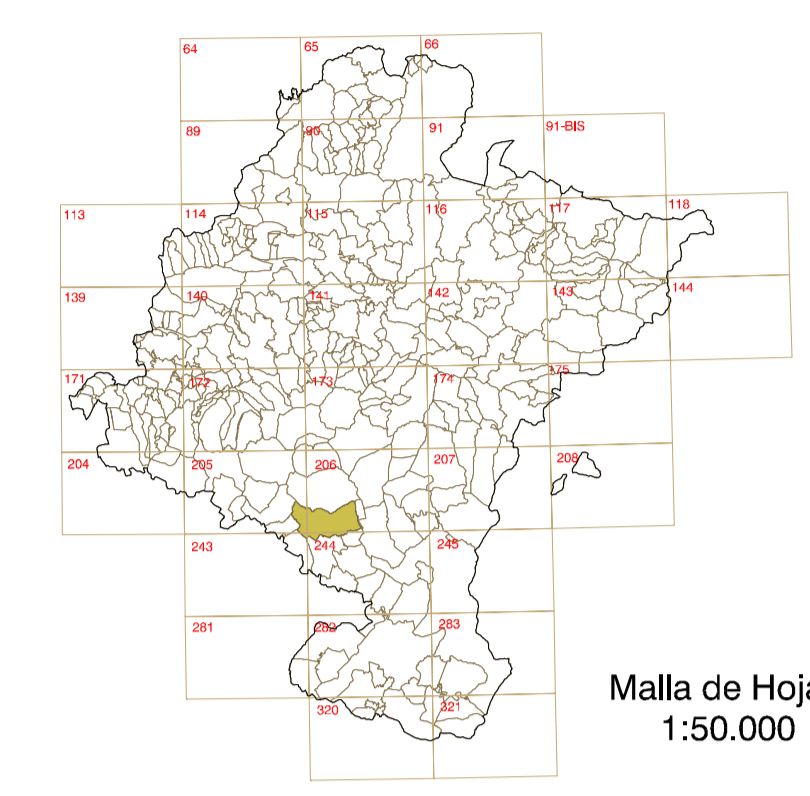 64 65 66
89 90 91 91-BIS
113 114 115 116 117 118
139 140 141 142 143 144
171 172 173 174 175
204 205 206 207 208
243 244 245
281 282 283
320 321
Malla de Hoja
1:50.000